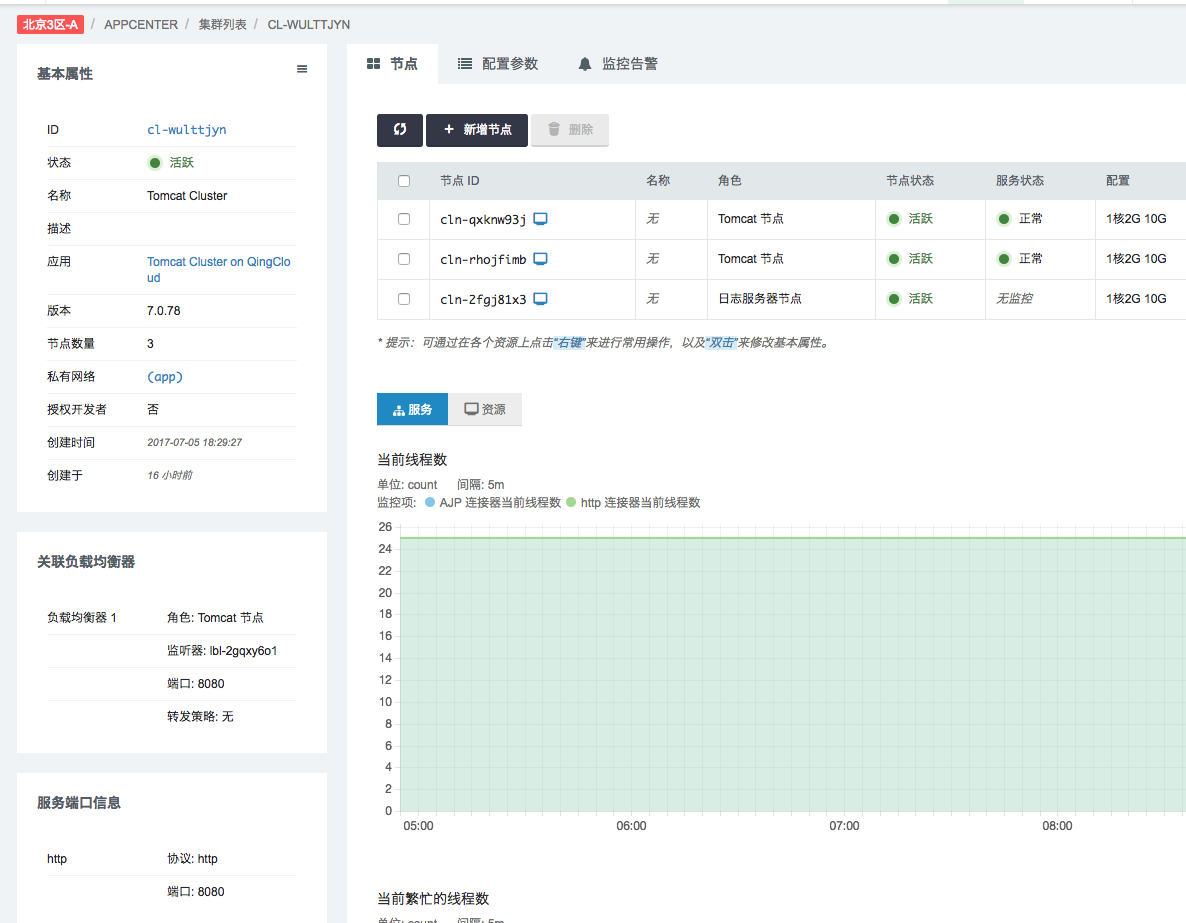 北京3区-A / APPCENTER / 集群列表 / CL-WULTTJYN
基本属性
ID cl-wulttjyn
状态 活跃
名称 Tomcat Cluster
描述
应用 Tomcat Cluster on QingClo
ud
版本 7.0.78
节点数量 3
私有网络 (app)
授权开发者 否
创建时间 2017-07-05 18:29:27
创建于 16 小时前
关联负载均衡器
负载均衡器 1 角色: Tomcat 节点
监听器: lbl-2gqxy6o1
端口: 8080
转发策略: 无
服务端口信息
http 协议: http
端口: 8080
节点 配置参数 监控告警
+ 新增节点 删除
节点 ID 名称 角色 节点状态 服务状态 配置
cln-qxknw93j 无 Tomcat 节点 活跃 正常 1核2G 10G
cln-rhojfimb 无 Tomcat 节点 活跃 正常 1核2G 10G
cln-2fgj81x3 无 日志服务器节点 活跃 无监控 1核2G 10G
* 提示：可通过在各个资源上点击“右键”来进行常用操作，以及“双击”来修改基本属性。
服务 资源
当前线程数
单位: count 间隔: 5m
监控项: AJP 连接器当前线程数 http 连接器当前线程数
26
24
22
20
18
16
14
12
10
8
6
4
2
0
05:00 06:00 07:00 08:00
当前繁忙的线程数
单位: count 间隔: 5m